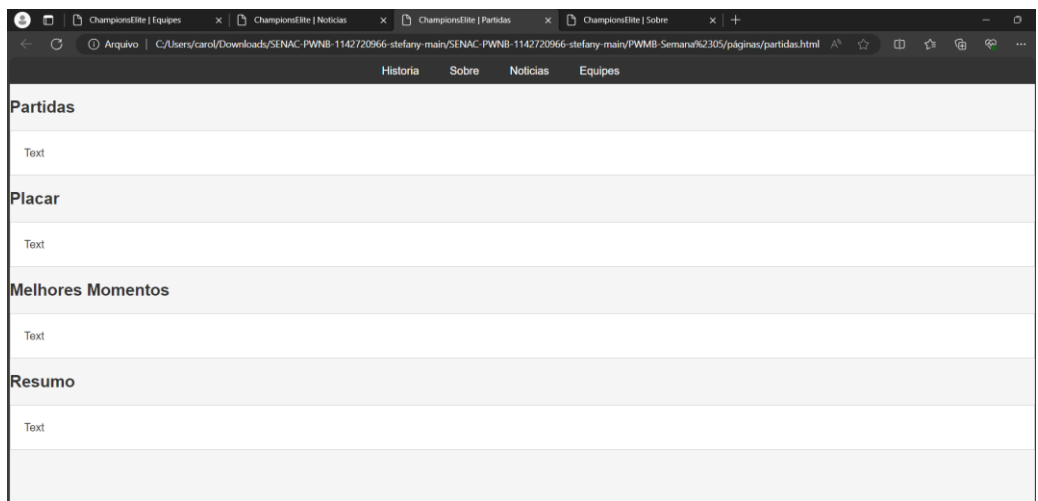 ChampionsElite | Equipes ChampionsElite | Noticias ChampionsElite | Partidas ChampionsElite | Sobre
Arquivo | C:/Users/carol/Downloads/SENAC-PWNB-1142720966-stefany-main/SENAC-PWNB-1142720966-stefany-main/PWMB-Semana%2305/páginas/partidas.html
Historia Sobre Noticias Equipes
Partidas
Text
Placar
Text
Melhores Momentos
Text
Resumo
Text